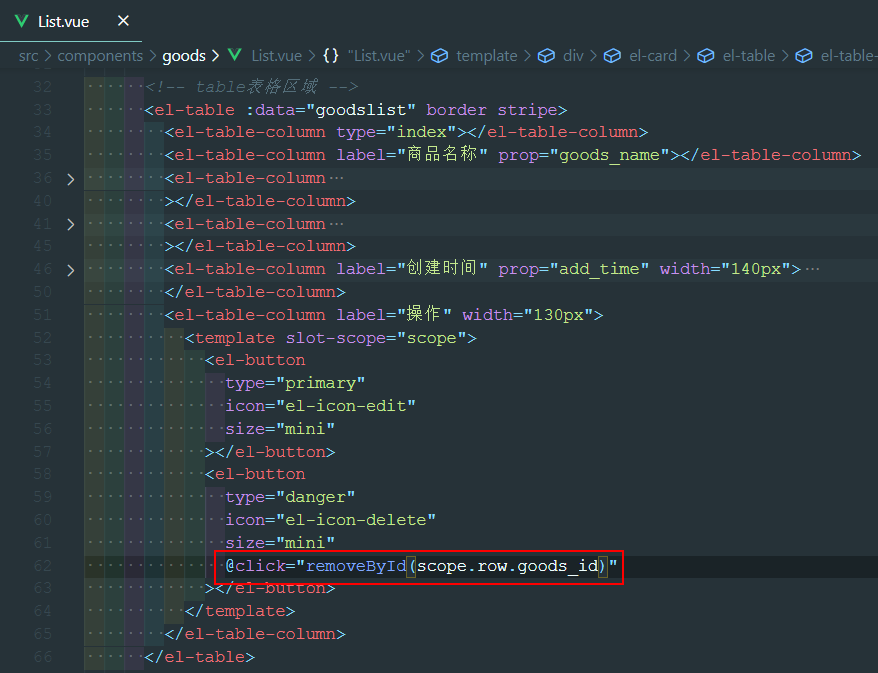 List.vue ×
src > components > goods > List.vue > {} "List.vue" > template > div > el-card > el-table > el-table-
32 <!-- table表格区域 -->
33 <el-table :data="goodslist" border stripe>
34 <el-table-column type="index"></el-table-column>
35 <el-table-column label="商品名称" prop="goods_name"></el-table-column>
36 <el-table-column…
40 ></el-table-column>
41 <el-table-column…
45 ></el-table-column>
46 <el-table-column label="创建时间" prop="add_time" width="140px">…
50 </el-table-column>
51 <el-table-column label="操作" width="130px">
52 <template slot-scope="scope">
53 <el-button
54 type="primary"
55 icon="el-icon-edit"
56 size="mini"
57 ></el-button>
58 <el-button
59 type="danger"
60 icon="el-icon-delete"
61 size="mini"
62 @click="removeById(scope.row.goods_id)"
63 ></el-button>
64 </template>
65 </el-table-column>
66 </el-table>